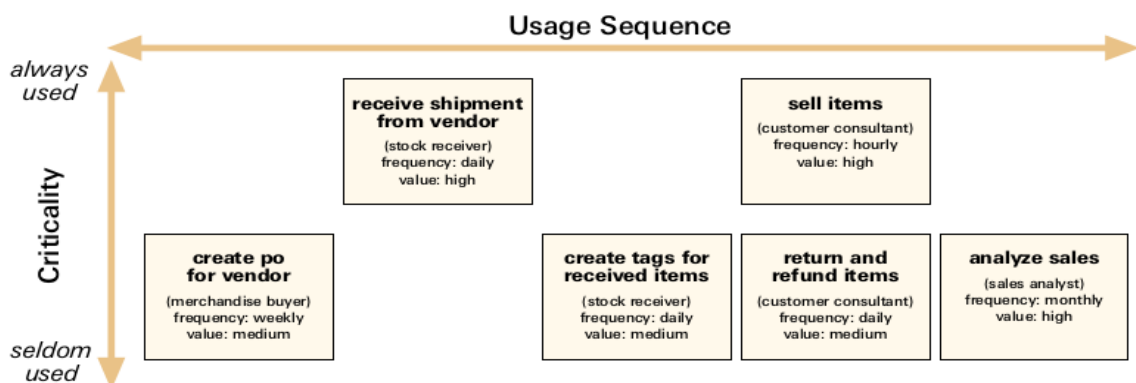 Usage Sequence
always
used
Criticality
seldom
used
receive shipment
from vendor
(stock receiver)
frequency: daily
value: high
sell items
(customer consultant)
frequency: hourly
value: high
create po
for vendor
(merchandise buyer)
frequency: weekly
value: medium
create tags for
received items
(stock receiver)
frequency: daily
value: medium
return and
refund items
(customer consultant)
frequency: daily
value: medium
analyze sales
(sales analyst)
frequency: monthly
value: high